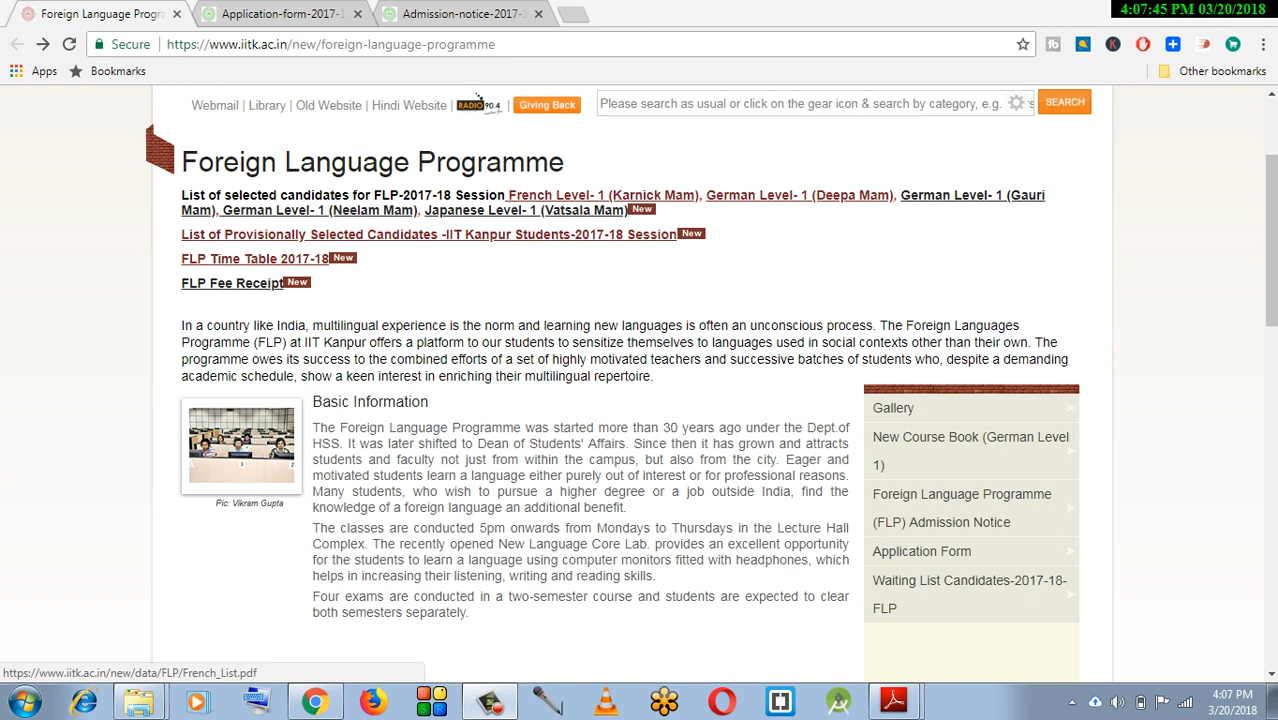 4:07:45 PM 03/20/2018
Foreign Language Progra
Application-form-2017-1
Admission-notice-2017-
Secure https://www.iitk.ac.in/new/foreign-language-programme
Apps Bookmarks Other bookmarks
Webmail | Library | Old Website | Hindi Website | RADIO 90.4 | Giving Back Please search as usual or click on the gear icon & search by category, e.g. SEARCH
Foreign Language Programme
List of selected candidates for FLP-2017-18 Session French Level- 1 (Karnick Mam), German Level- 1 (Deepa Mam), German Level- 1 (Gauri
Mam), German Level- 1 (Neelam Mam), Japanese Level- 1 (Vatsala Mam) New
List of Provisionally Selected Candidates -IIT Kanpur Students-2017-18 Session New
FLP Time Table 2017-18 New
FLP Fee Receipt New
In a country like India, multilingual experience is the norm and learning new languages is often an unconscious process. The Foreign Languages
Programme (FLP) at IIT Kanpur offers a platform to our students to sensitize themselves to languages used in social contexts other than their own. The
programme owes its success to the combined efforts of a set of highly motivated teachers and successive batches of students who, despite a demanding
academic schedule, show a keen interest in enriching their multilingual repertoire.
Basic Information
The Foreign Language Programme was started more than 30 years ago under the Dept.of
HSS. It was later shifted to Dean of Students' Affairs. Since then it has grown and attracts
students and faculty not just from within the campus, but also from the city. Eager and
motivated students learn a language either purely out of interest or for professional reasons.
Many students, who wish to pursue a higher degree or a job outside India, find the
knowledge of a foreign language an additional benefit.
The classes are conducted 5pm onwards from Mondays to Thursdays in the Lecture Hall
Complex. The recently opened New Language Core Lab. provides an excellent opportunity
for the students to learn a language using computer monitors fitted with headphones, which
helps in increasing their listening, writing and reading skills.
Four exams are conducted in a two-semester course and students are expected to clear
both semesters separately.
Pic: Vikram Gupta
Gallery
New Course Book (German Level
1)
Foreign Language Programme
(FLP) Admission Notice
Application Form
Waiting List Candidates-2017-18-
FLP
https://www.iitk.ac.in/new/data/FLP/French_List.pdf
4:07 PM
3/20/2018